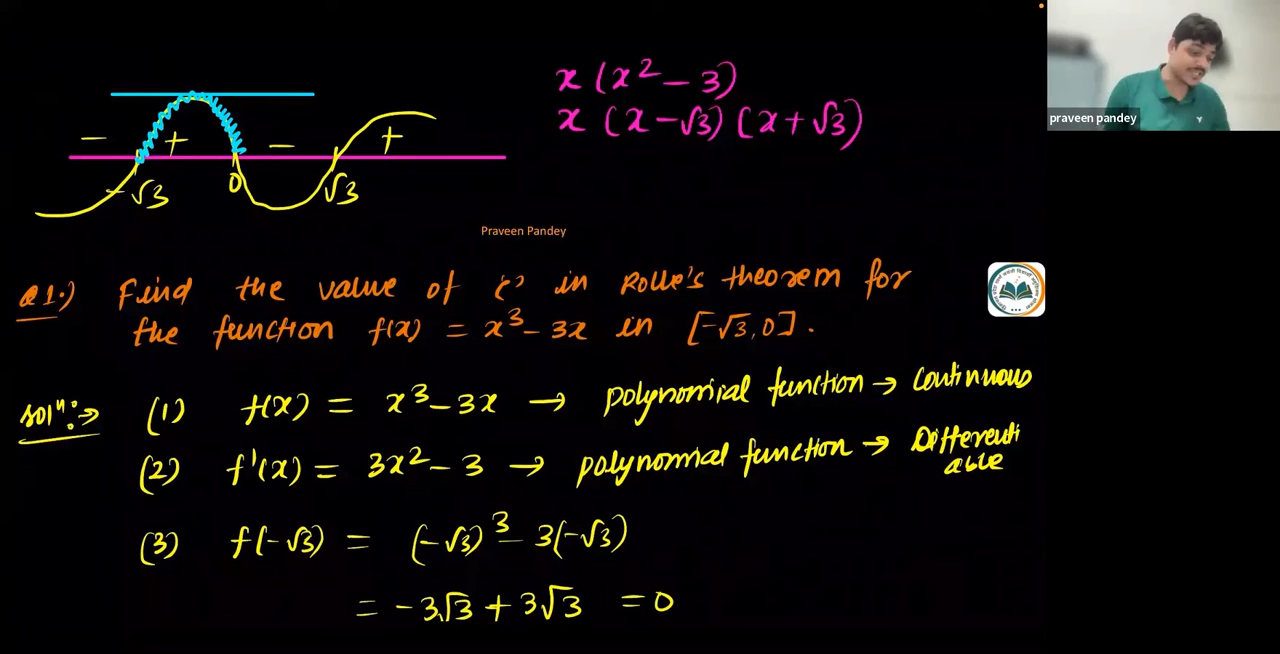 x (x² - 3)
x (x - √3) (x + √3)
praveen pandey
- + - +
-√3 0 √3
Praveen Pandey
Q1.) Find the value of 'c' in Rolle's theorem for
the function f(x) = x³ - 3x in [-√3, 0].
Solⁿ:→ (1) f(x) = x³ - 3x → polynomial function → continuous
(2) f'(x) = 3x² - 3 → polynomial function → Differenti
able
(3) f(-√3) = (-√3)³ - 3(-√3)
= -3√3 + 3√3 = 0